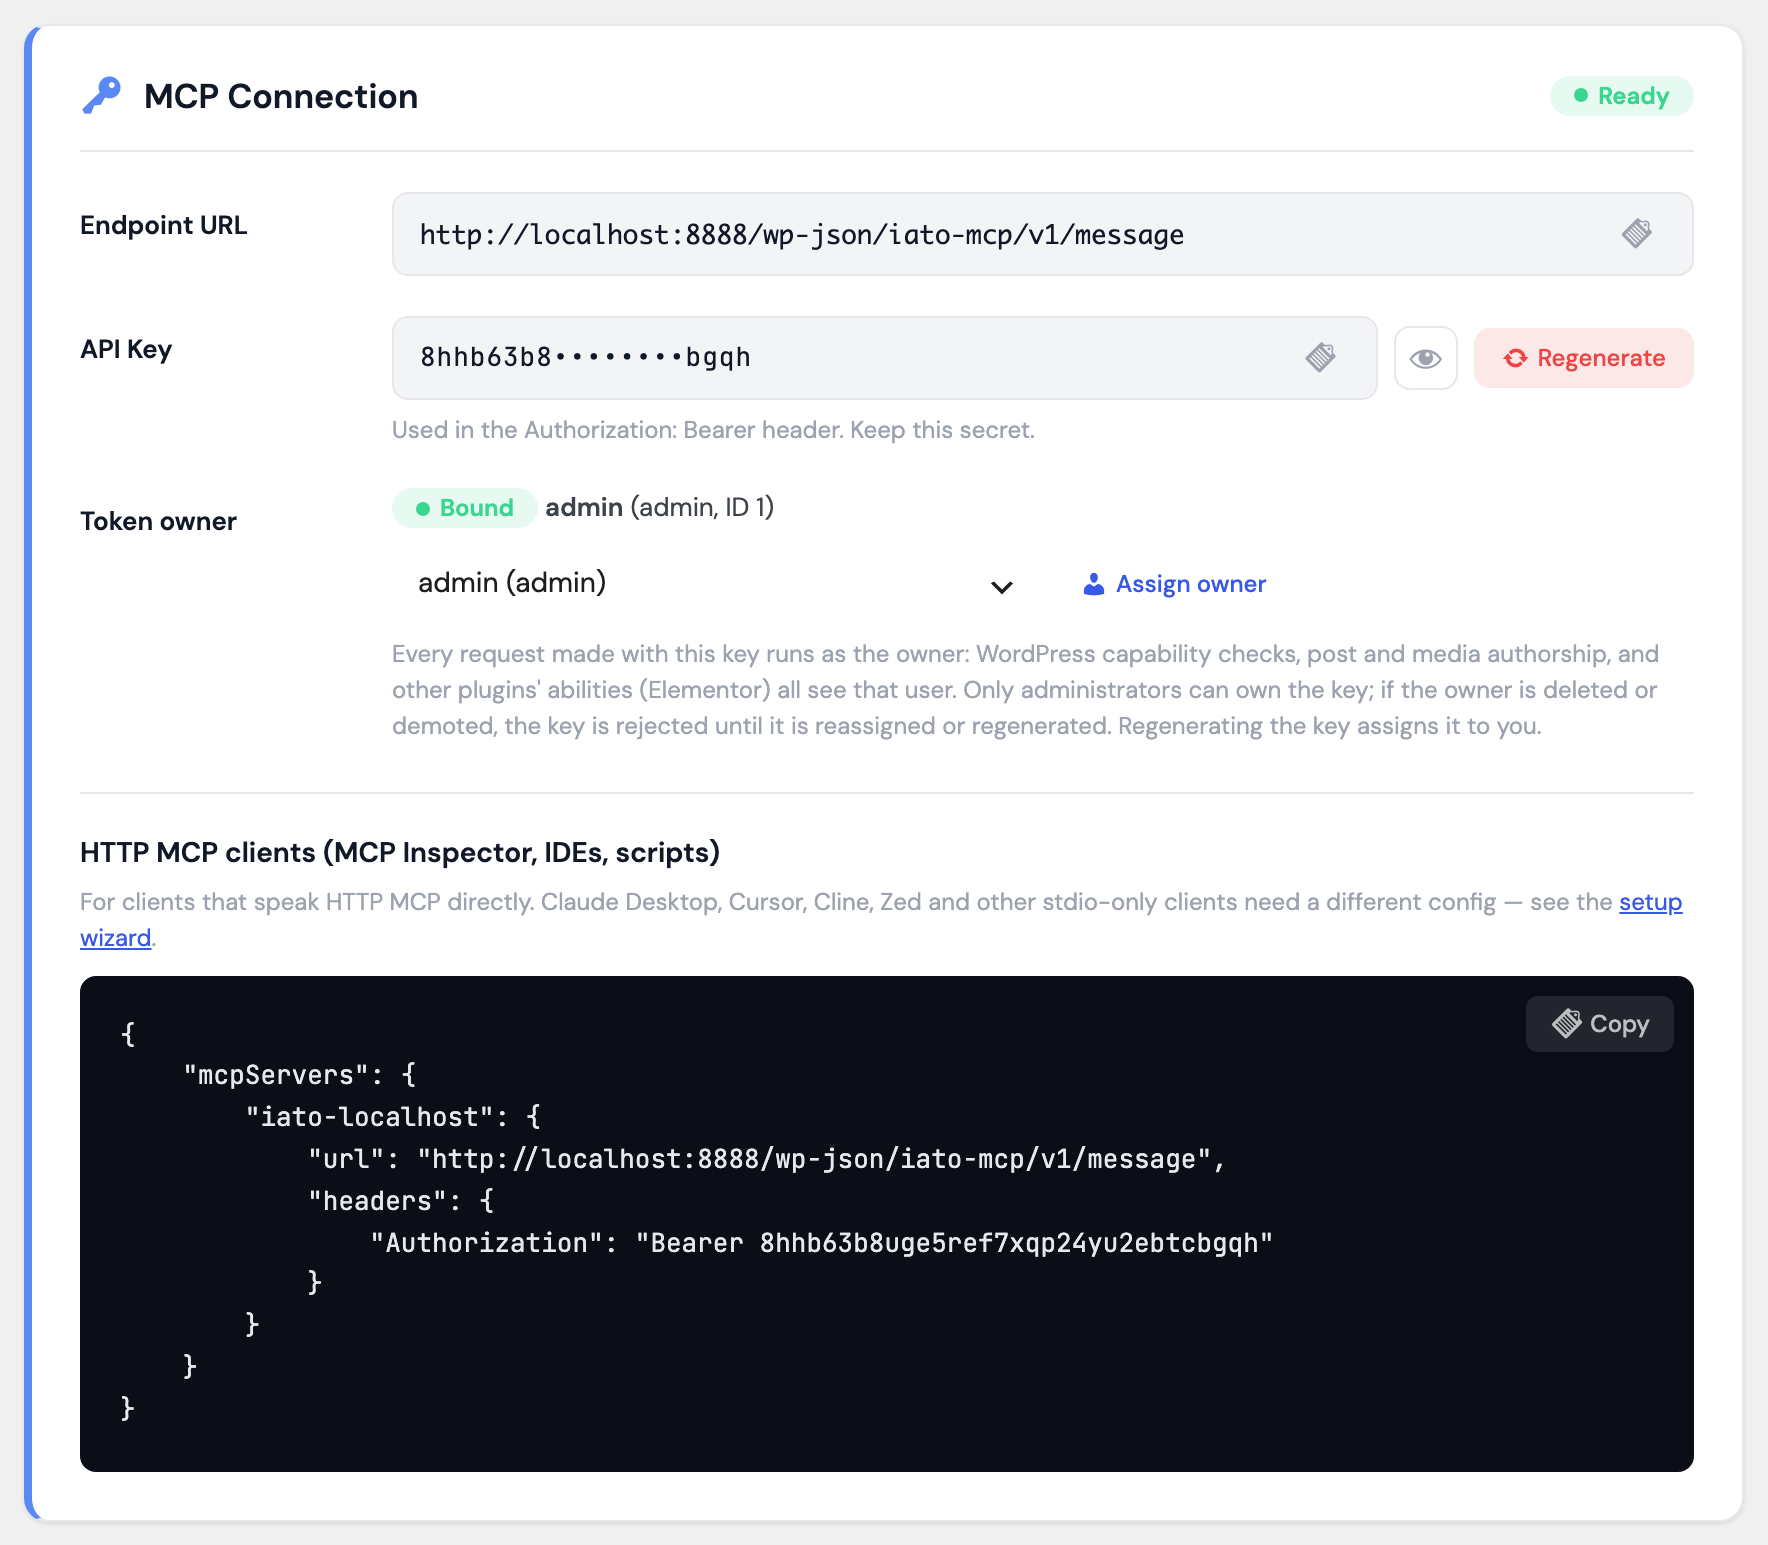 MCP Connection
Ready
Endpoint URL
http://localhost:8888/wp-json/iato-mcp/v1/message
API Key
8hhb63b8••••••••bgqh
Regenerate
Used in the Authorization: Bearer header. Keep this secret.
Token owner
Bound admin (admin, ID 1)
admin (admin)
Assign owner
Every request made with this key runs as the owner: WordPress capability checks, post and media authorship, and
other plugins' abilities (Elementor) all see that user. Only administrators can own the key; if the owner is deleted or
demoted, the key is rejected until it is reassigned or regenerated. Regenerating the key assigns it to you.
HTTP MCP clients (MCP Inspector, IDEs, scripts)
For clients that speak HTTP MCP directly. Claude Desktop, Cursor, Cline, Zed and other stdio-only clients need a different config — see the setup
wizard.
Copy
{
    "mcpServers": {
        "iato-localhost": {
            "url": "http://localhost:8888/wp-json/iato-mcp/v1/message",
            "headers": {
                "Authorization": "Bearer 8hhb63b8uge5ref7xqp24yu2ebtcbgqh"
            }
        }
    }
}